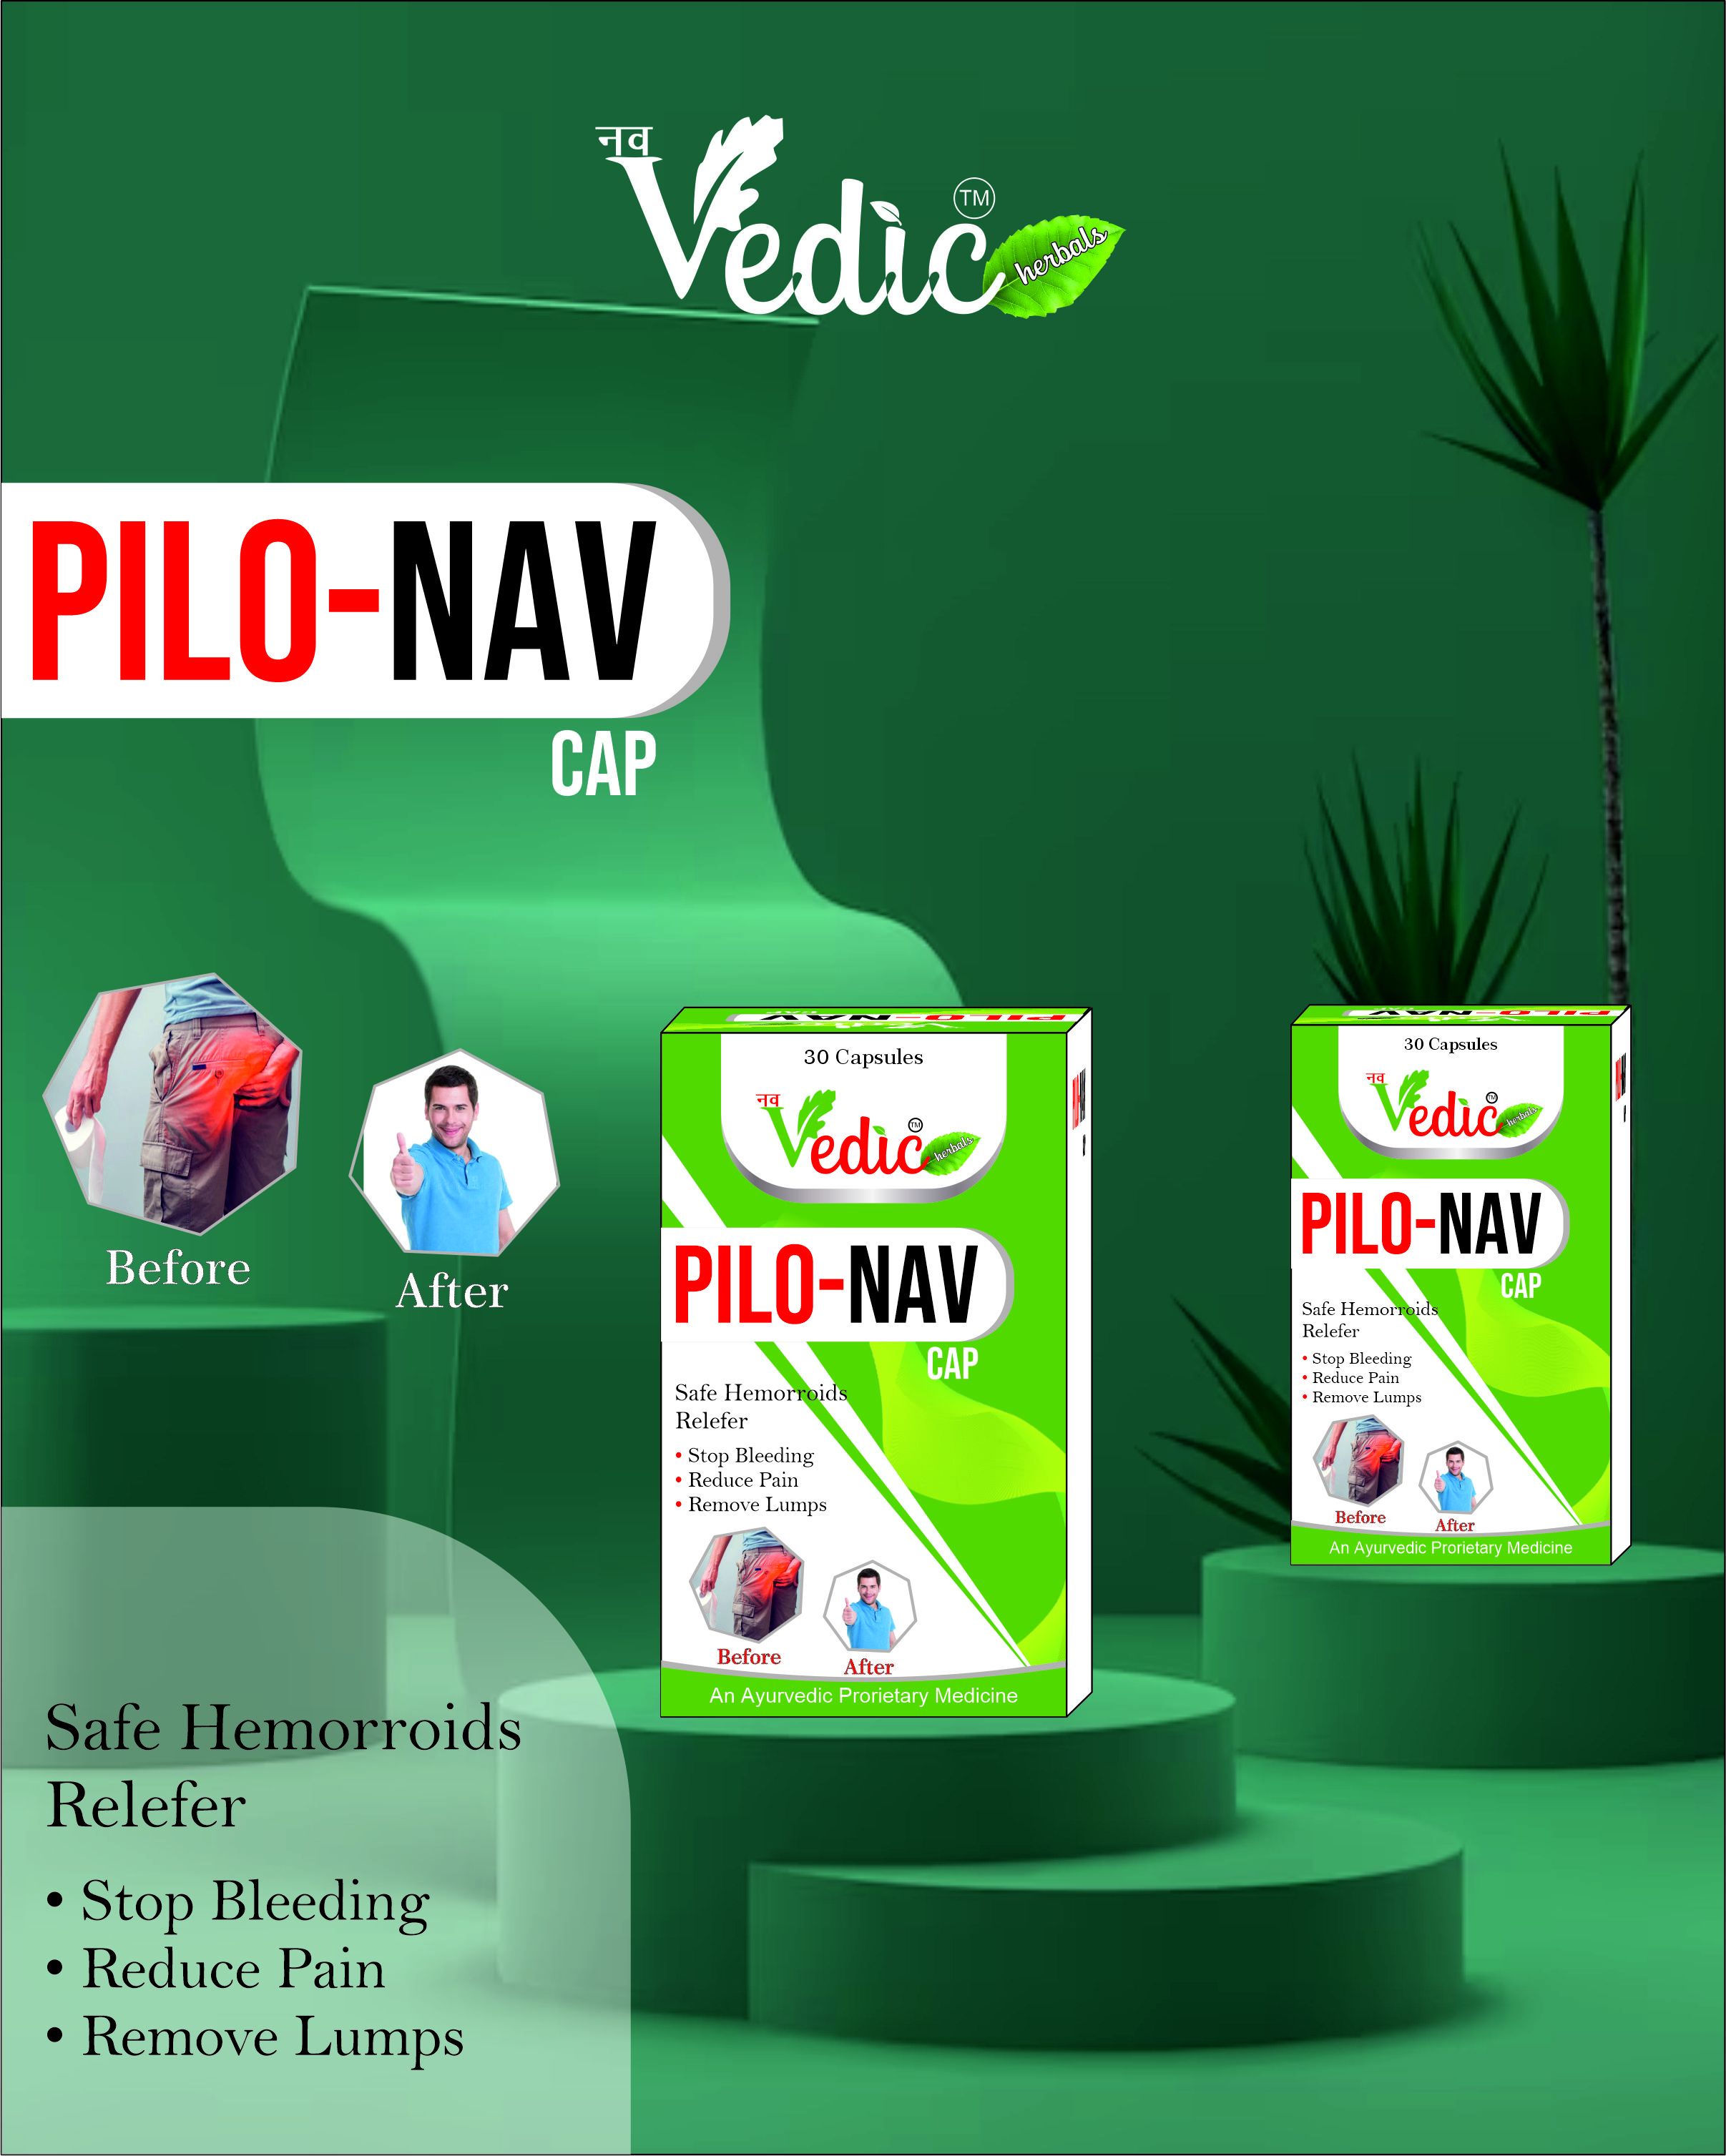 नव
Vedic
TM
herbals
PILO-NAV
CAP
Before
After
30 Capsules
नव
Vedic
TM
herbals
PILO-NAV
CAP
Safe Hemorroids
Relefer
• Stop Bleeding
• Reduce Pain
• Remove Lumps
Before
After
An Ayurvedic Prorietary Medicine
30 Capsules
नव
Vedic
TM
herbals
PILO-NAV
CAP
Safe Hemorroids
Relefer
• Stop Bleeding
• Reduce Pain
• Remove Lumps
Before
After
An Ayurvedic Prorietary Medicine
Safe Hemorroids
Relefer
• Stop Bleeding
• Reduce Pain
• Remove Lumps